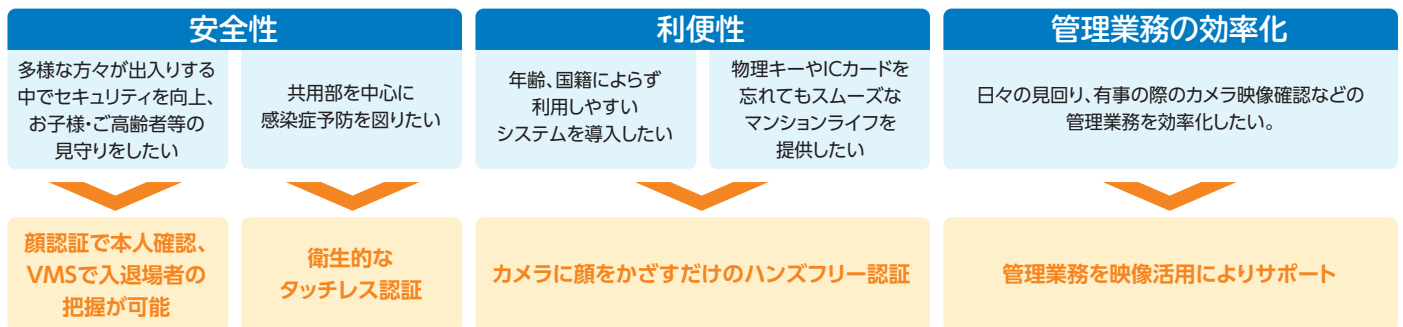 安全性
多様な方々が出入りする
中でセキュリティを向上、
お子様・ご高齢者等の
見守りをしたい
共用部を中心に
感染症予防を図りたい
顔認証で本人確認、
VMSで入退場者の
把握が可能
衛生的な
タッチレス認証
利便性
年齢、国籍によらず
利用しやすい
システムを導入したい
物理キーやICカードを
忘れてもスムーズな
マンションライフを
提供したい
カメラに顔をかざすだけのハンズフリー認証
管理業務の効率化
日々の見回り、有事の際のカメラ映像確認などの
管理業務を効率化したい。
管理業務を映像活用によりサポート